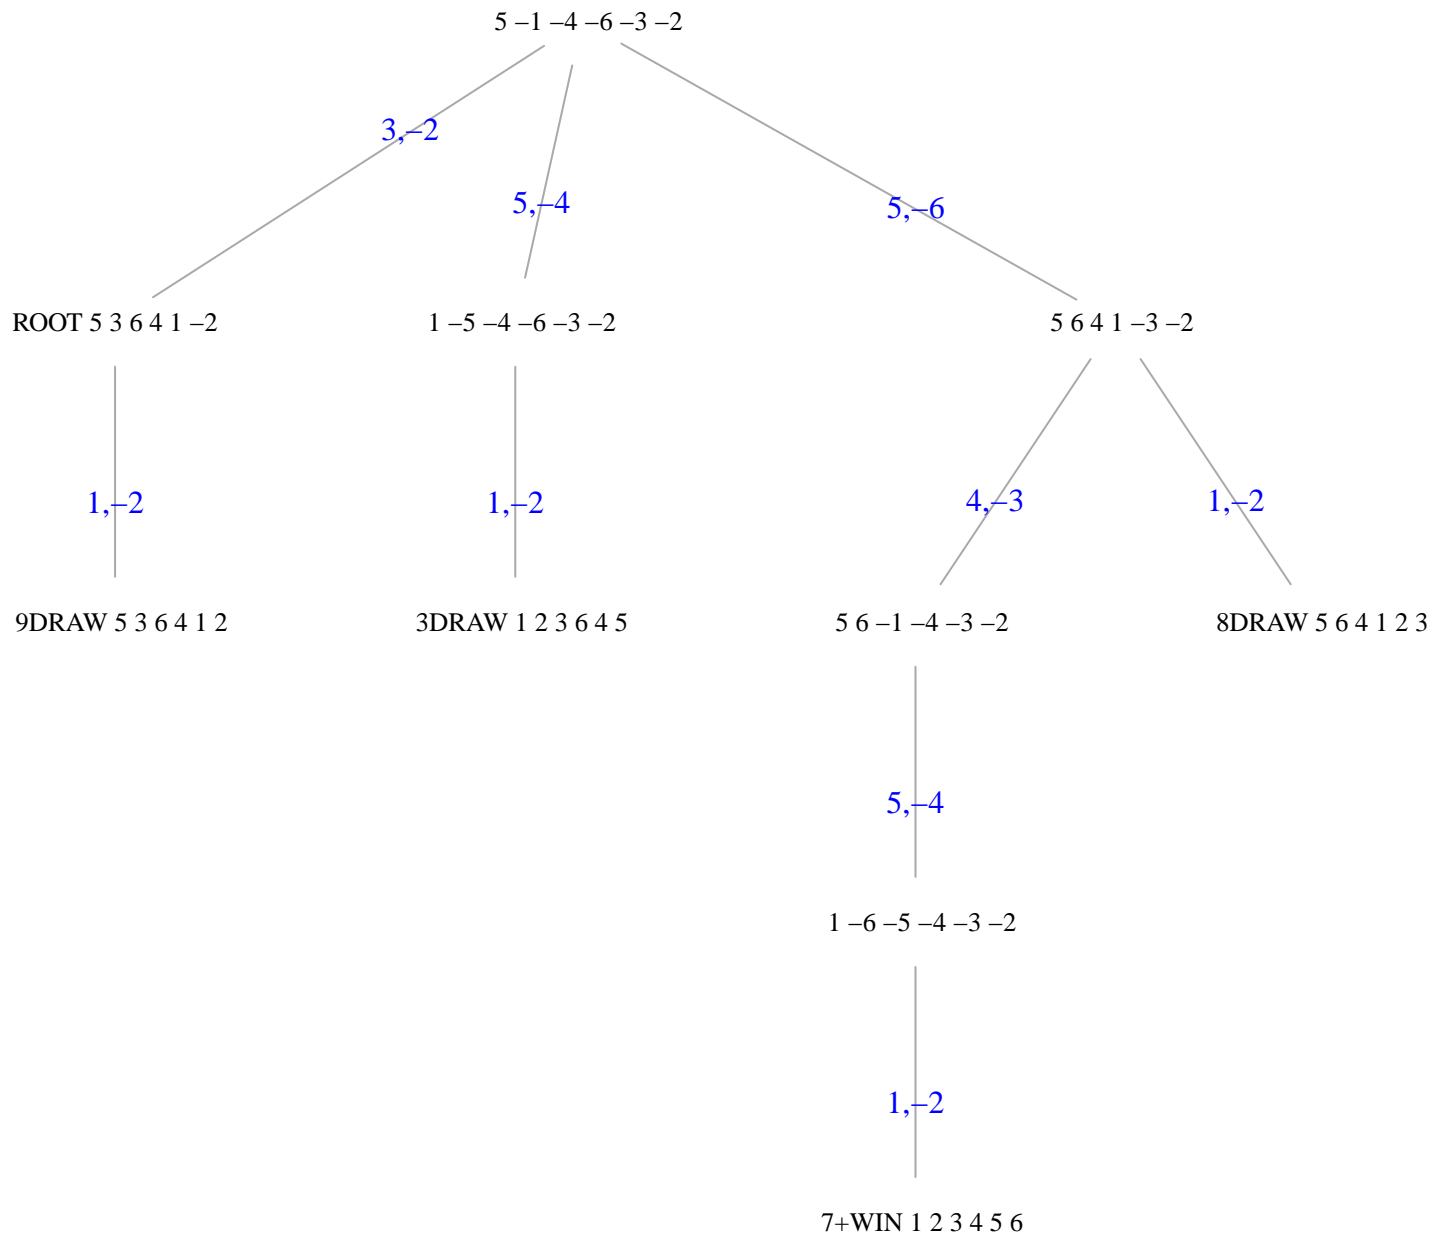 5 –1 –4 –6 –3 –2
3,–2
5,–4
5,–6
ROOT 5 3 6 4 1 –2
1 –5 –4 –6 –3 –2
5 6 4 1 –3 –2
1,–2
1,–2
4,–3
1,–2
9DRAW 5 3 6 4 1 2
3DRAW 1 2 3 6 4 5
5 6 –1 –4 –3 –2
8DRAW 5 6 4 1 2 3
5,–4
1 –6 –5 –4 –3 –2
1,–2
7+WIN 1 2 3 4 5 6